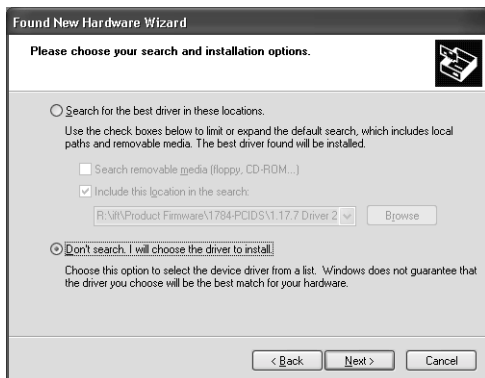 Found New Hardware Wizard
Please choose your search and installation options.
Search for the best driver in these locations.
Use the check boxes below to limit or expand the default search, which includes local
paths and removable media. The best driver found will be installed.
Search removable media (floppy, CD-ROM...)
Include this location in the search:
R:\ift\Product Firmware\1784-PCIDS\1.17.7 Driver 2
Browse
Don't search. I will choose the driver to install.
Choose this option to select the device driver from a list. Windows does not guarantee that
the driver you choose will be the best match for your hardware.
< Back Next > Cancel